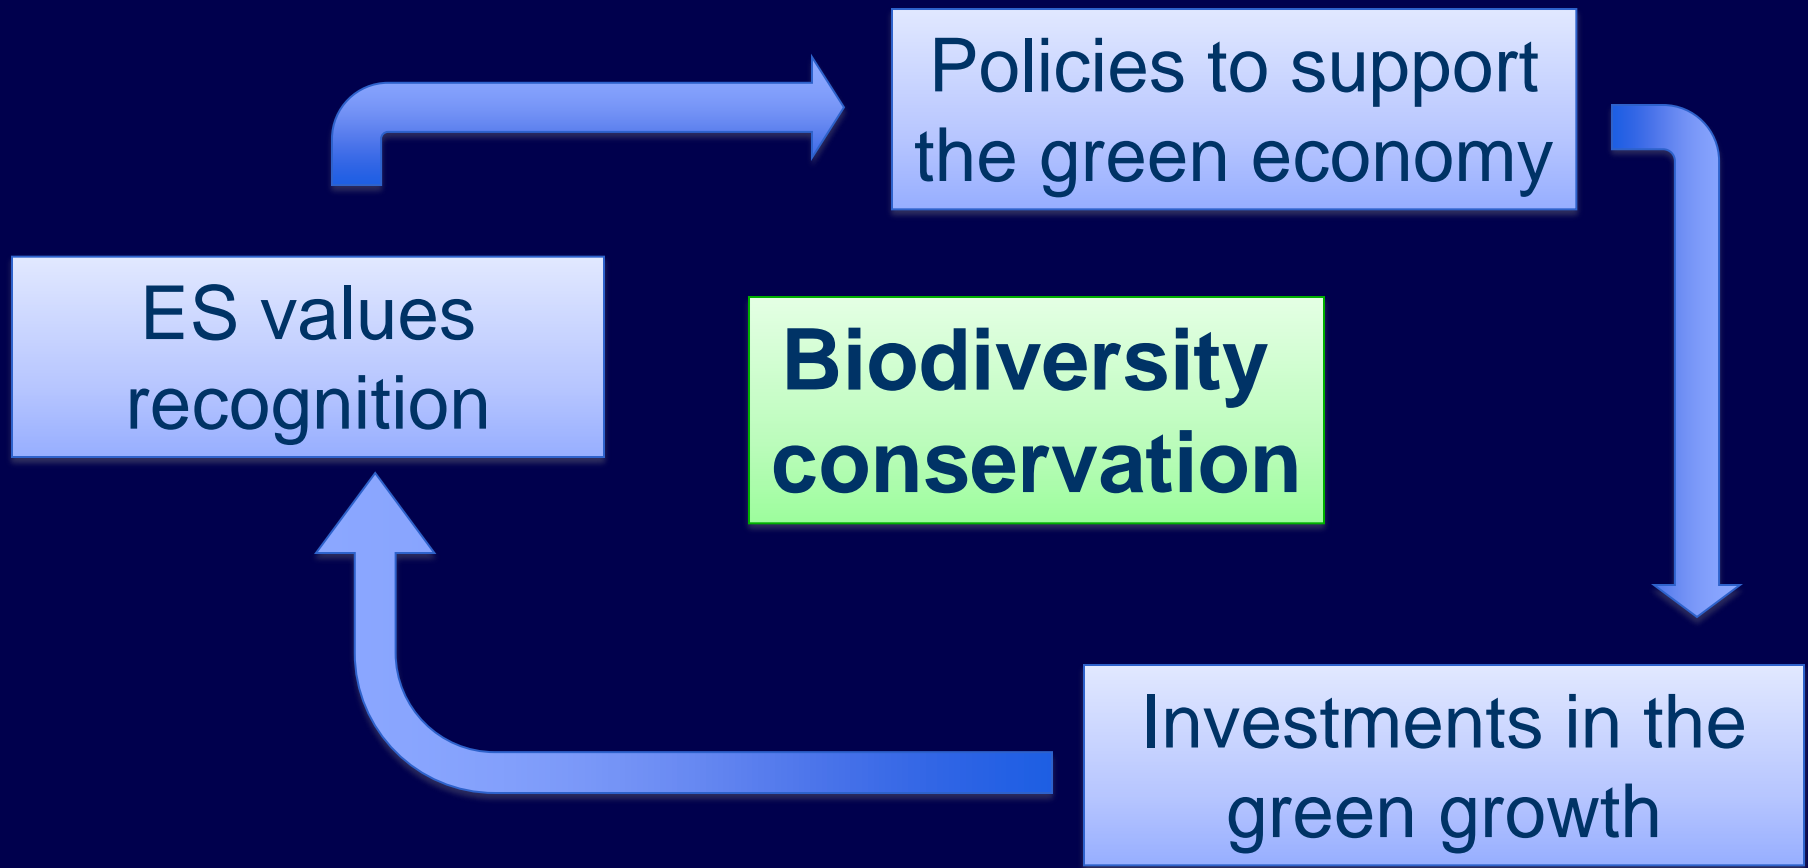 Policies to support
the green economy
ES values
recognition
Biodiversity
conservation
Investments in the
green growth